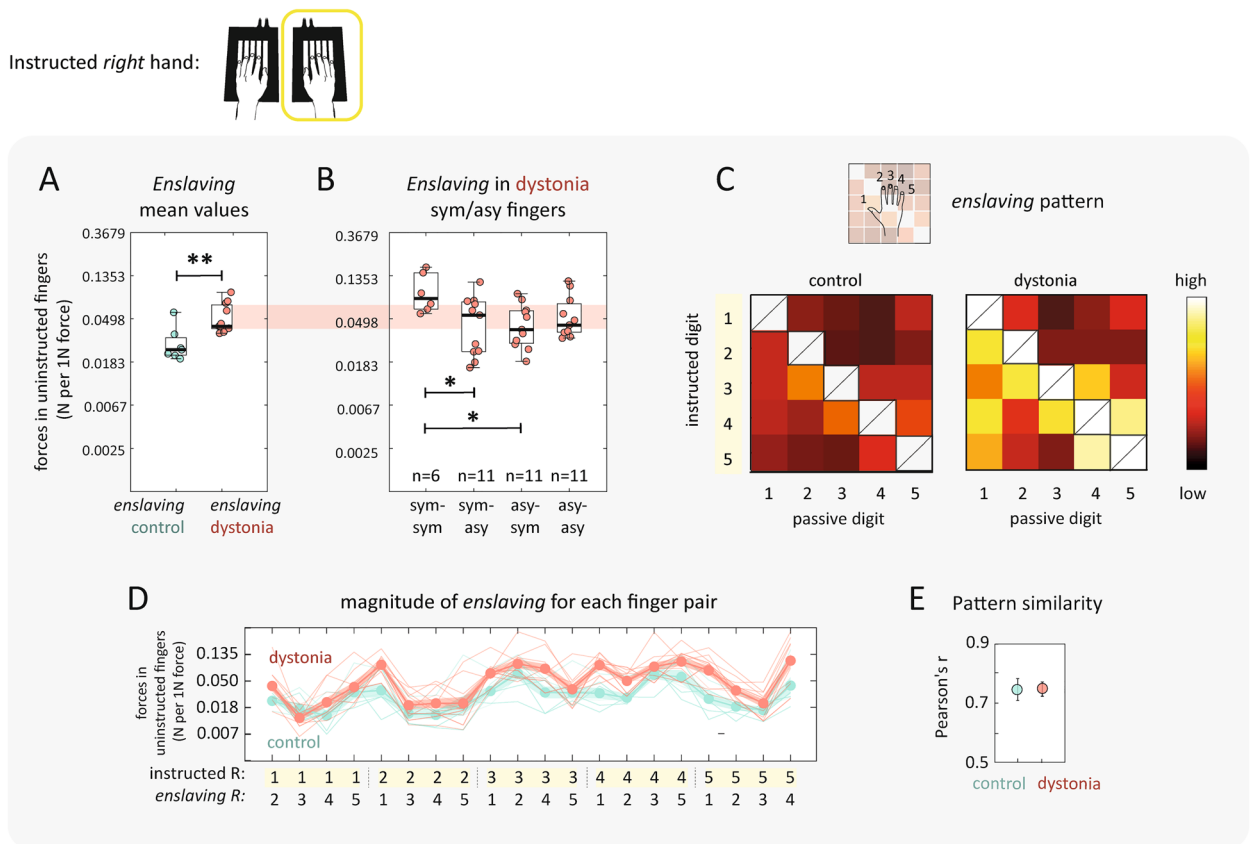 Instructed right hand:
A
Enslaving
mean values
forces in uninstructed fingers
(N per 1N force)
0.3679
0.1353
0.0498
0.0183
0.0067
0.0025
**
enslaving
control
enslaving
dystonia
B
Enslaving in dystonia
sym/asy fingers
0.3679
0.1353
0.0498
0.0183
0.0067
0.0025
*
*
n=6 n=11 n=11 n=11
sym-
sym
sym-
asy
asy-
sym
asy-
asy
C
1 2 3 4 5
enslaving pattern
control
dystonia
instructed digit
1
2
3
4
5
1 2 3 4 5
passive digit
1 2 3 4 5
passive digit
high
low
D
magnitude of enslaving for each finger pair
forces in
uninstructed fingers
(N per 1N force)
0.135
0.050
0.018
0.007
dystonia
control
instructed R: 1 1 1 1 2 2 2 2 3 3 3 3 4 4 4 4 5 5 5 5
enslaving R: 2 3 4 5 1 3 4 5 1 2 4 5 1 2 3 5 1 2 3 4
E
Pattern similarity
Pearson's r
0.9
0.7
0.5
control dystonia